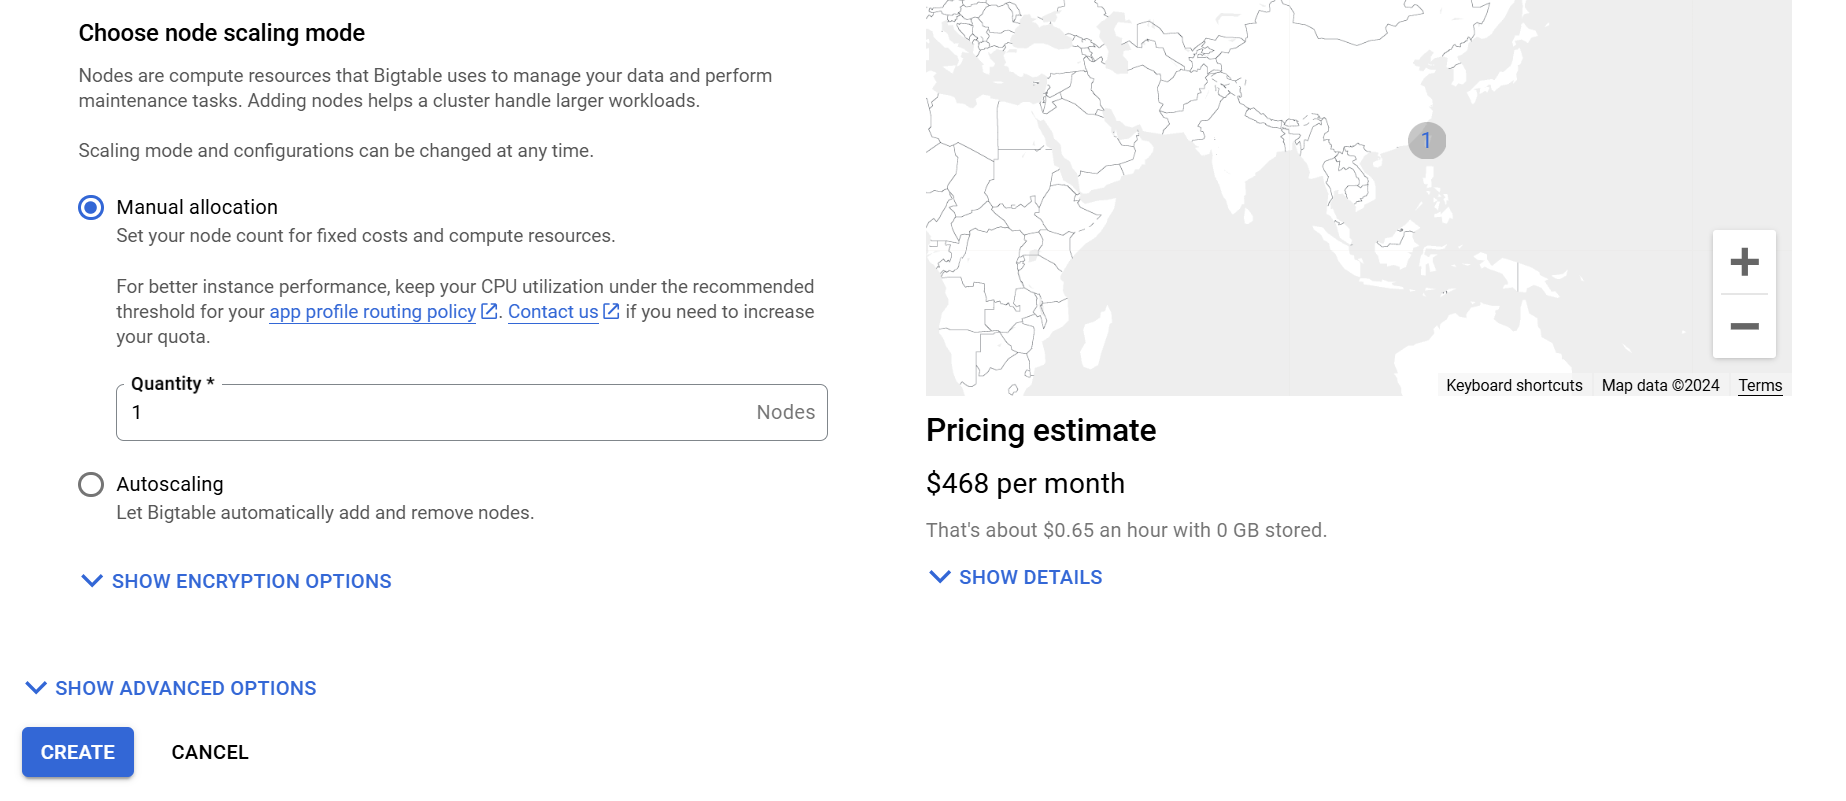 Choose node scaling mode
Nodes are compute resources that Bigtable uses to manage your data and perform
maintenance tasks. Adding nodes helps a cluster handle larger workloads.
Scaling mode and configurations can be changed at any time.
Manual allocation
Set your node count for fixed costs and compute resources.
For better instance performance, keep your CPU utilization under the recommended
threshold for your app profile routing policy. Contact us if you need to increase
your quota.
Quantity *
1 Nodes
Autoscaling
Let Bigtable automatically add and remove nodes.
SHOW ENCRYPTION OPTIONS
SHOW ADVANCED OPTIONS
CREATE CANCEL
1
Keyboard shortcuts Map data ©2024 Terms
Pricing estimate
$468 per month
That's about $0.65 an hour with 0 GB stored.
SHOW DETAILS